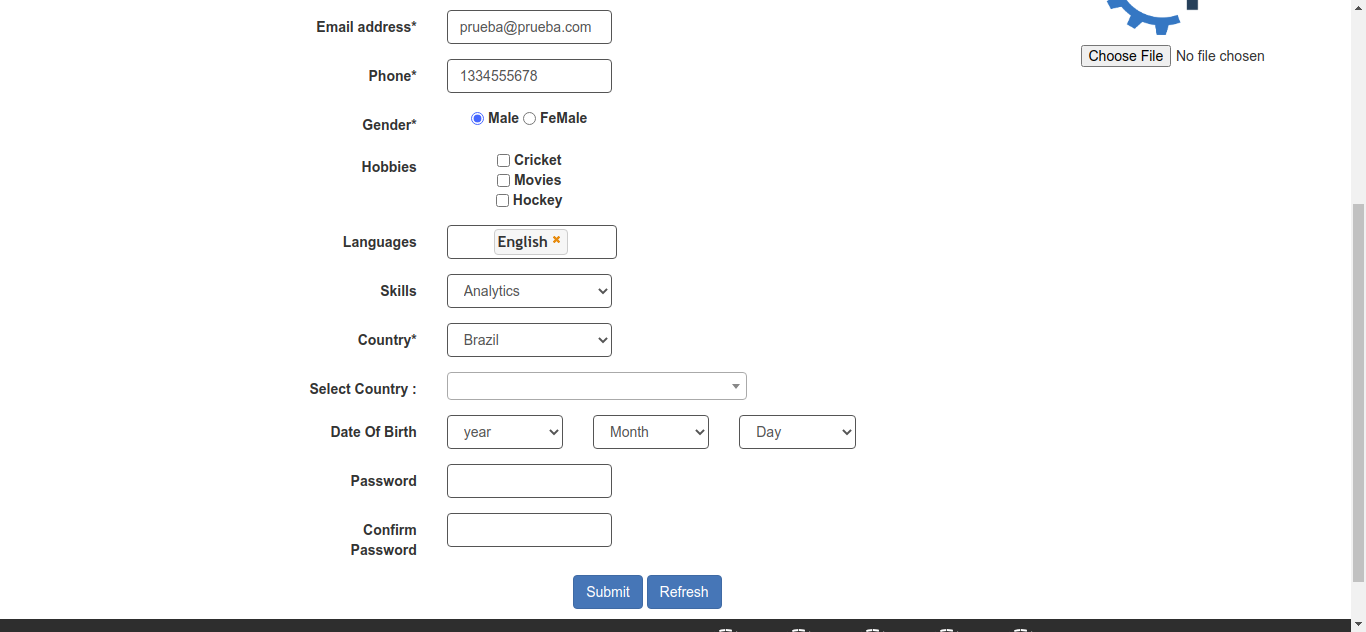 Email address* prueba@prueba.com
Choose File No file chosen
Phone* 1334555678
Gender* Male FeMale
Hobbies Cricket
Movies
Hockey
Languages English
Skills Analytics
Country* Brazil
Select Country :
Date Of Birth year Month Day
Password
Confirm
Password
Submit Refresh